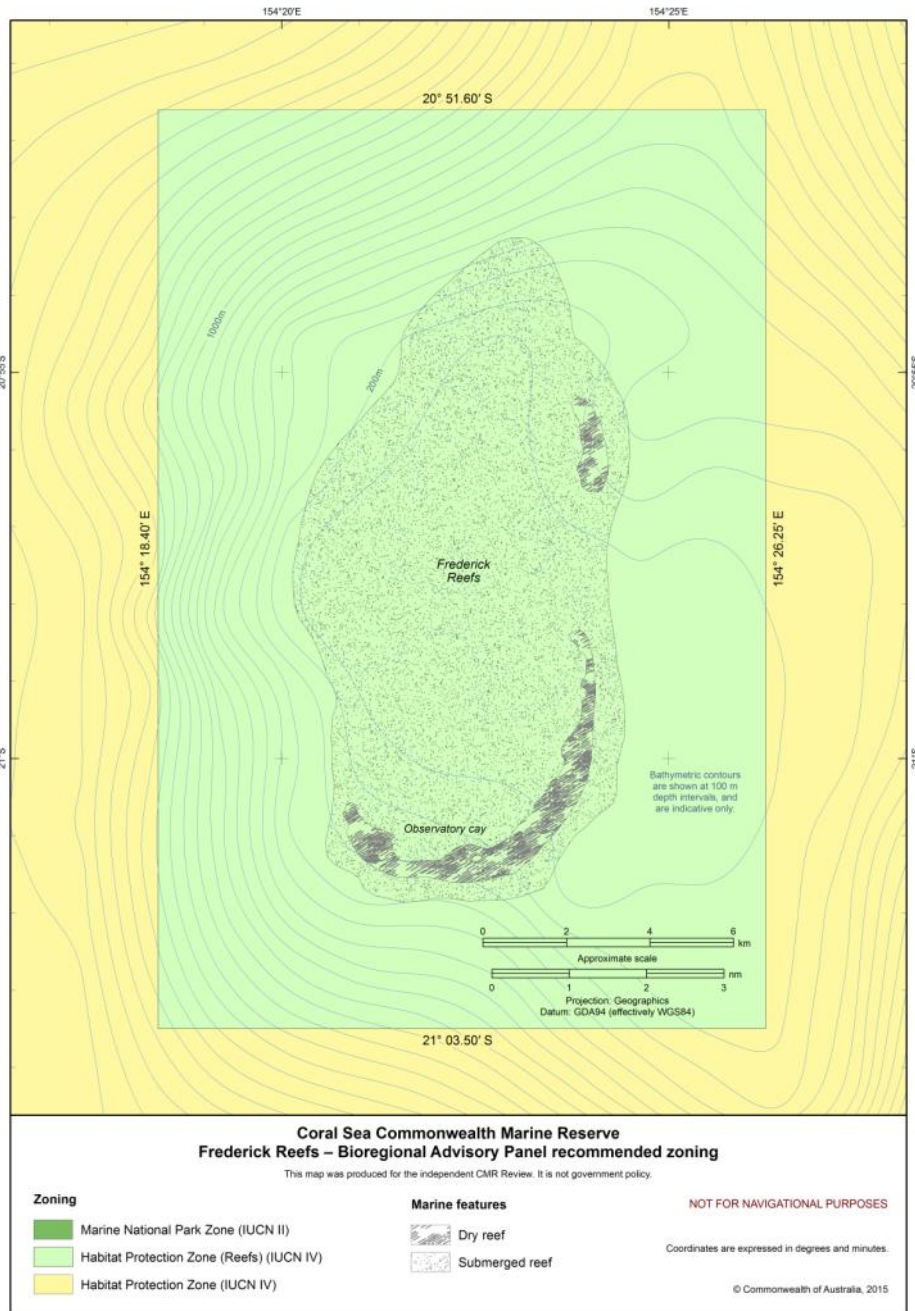 154°20'E
154°25'E
20° 51.60' S
1000m
200m
20°55'S
20°55'S
Frederick
Reefs
154° 18.40' E
154° 26.25' E
21°S
21°S
Bathymetric contours
are shown at 100 m
depth intervals, and
are indicative only.
Observatory cay
0 2 4 6
km
Approximate scale
nm
0 1 2 3
Projection: Geographics
Datum: GDA94 (effectively WGS84)
21° 03.50' S
Coral Sea Commonwealth Marine Reserve
Frederick Reefs – Bioregional Advisory Panel recommended zoning
This map was produced for the independent CMR Review. It is not government policy.
Zoning
Marine National Park Zone (IUCN II)
Habitat Protection Zone (Reefs) (IUCN IV)
Habitat Protection Zone (IUCN IV)
Marine features
Dry reef
Submerged reef
NOT FOR NAVIGATIONAL PURPOSES
Coordinates are expressed in degrees and minutes.
© Commonwealth of Australia, 2015